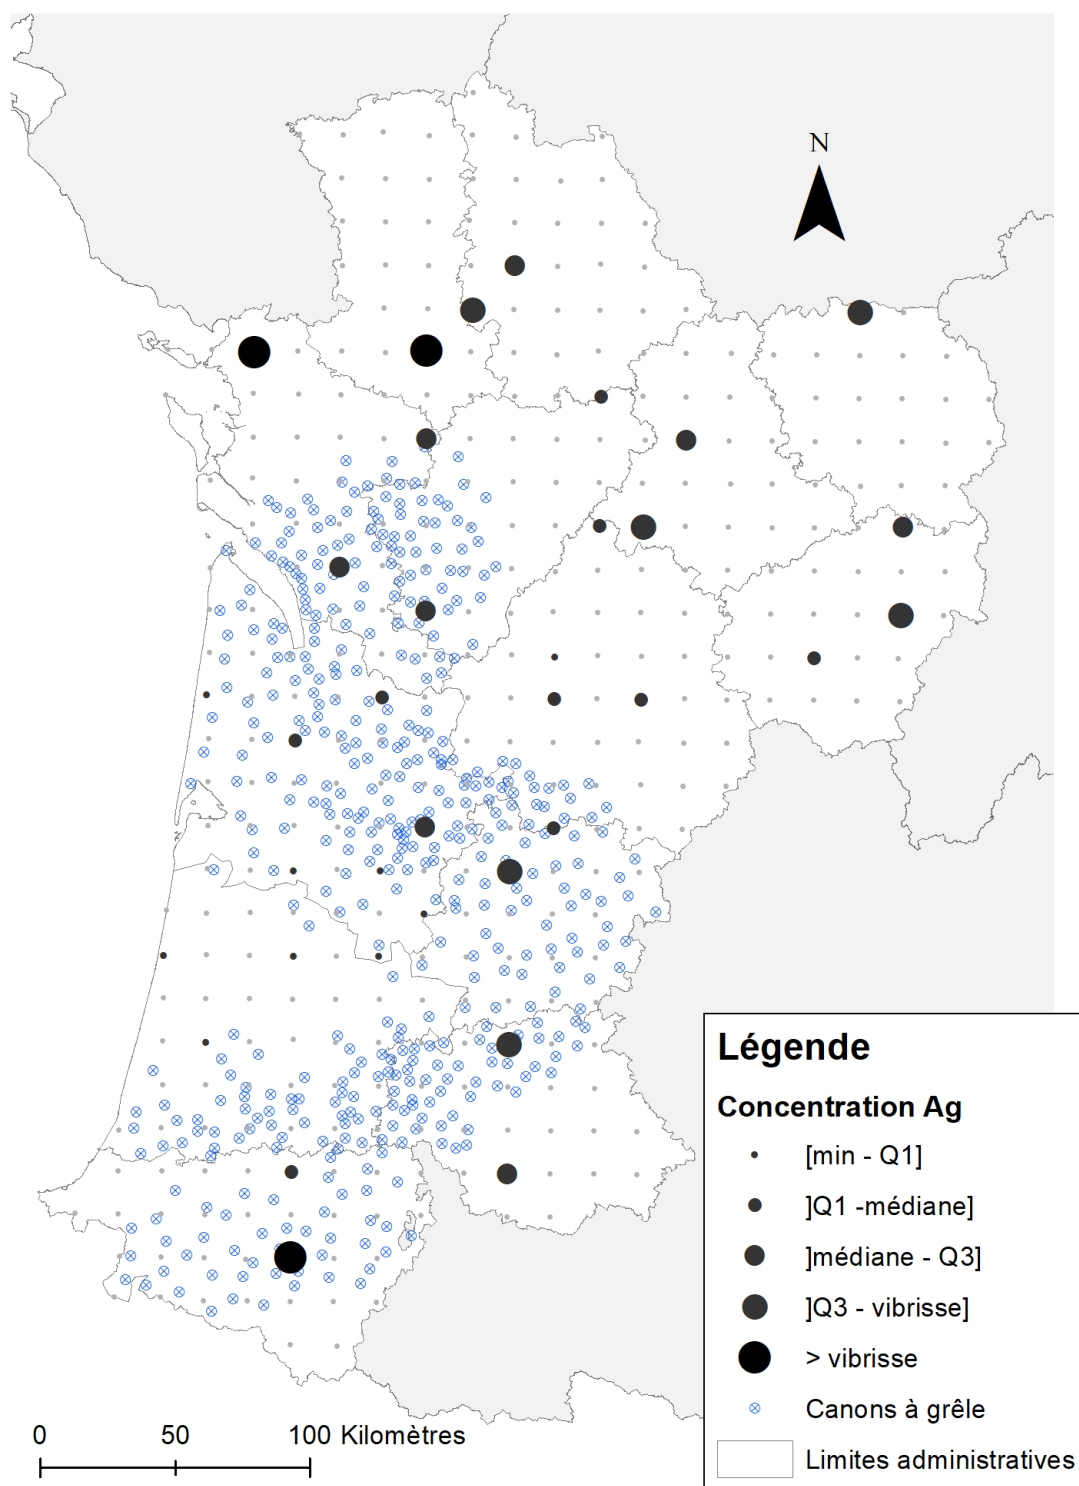 N
Légende
Concentration Ag
[min - Q1]
]Q1 -médiane]
]médiane - Q3]
]Q3 - vibrisse]
> vibrisse
Canons à grêle
Limites administratives
0 50 100 Kilomètres